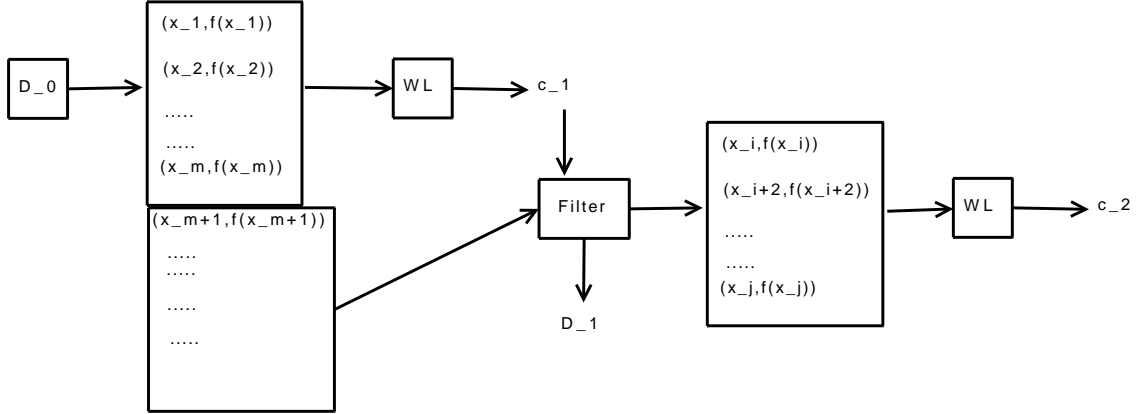 D_0
(x_1,f(x_1))
(x_2,f(x_2))
.....
.....
(x_m,f(x_m))
(x_m+1,f(x_m+1))
.....
.....
.....
.....
WL
c_1
Filter
D_1
(x_i,f(x_i))
(x_i+2,f(x_i+2))
.....
.....
(x_j,f(x_j))
WL
c_2